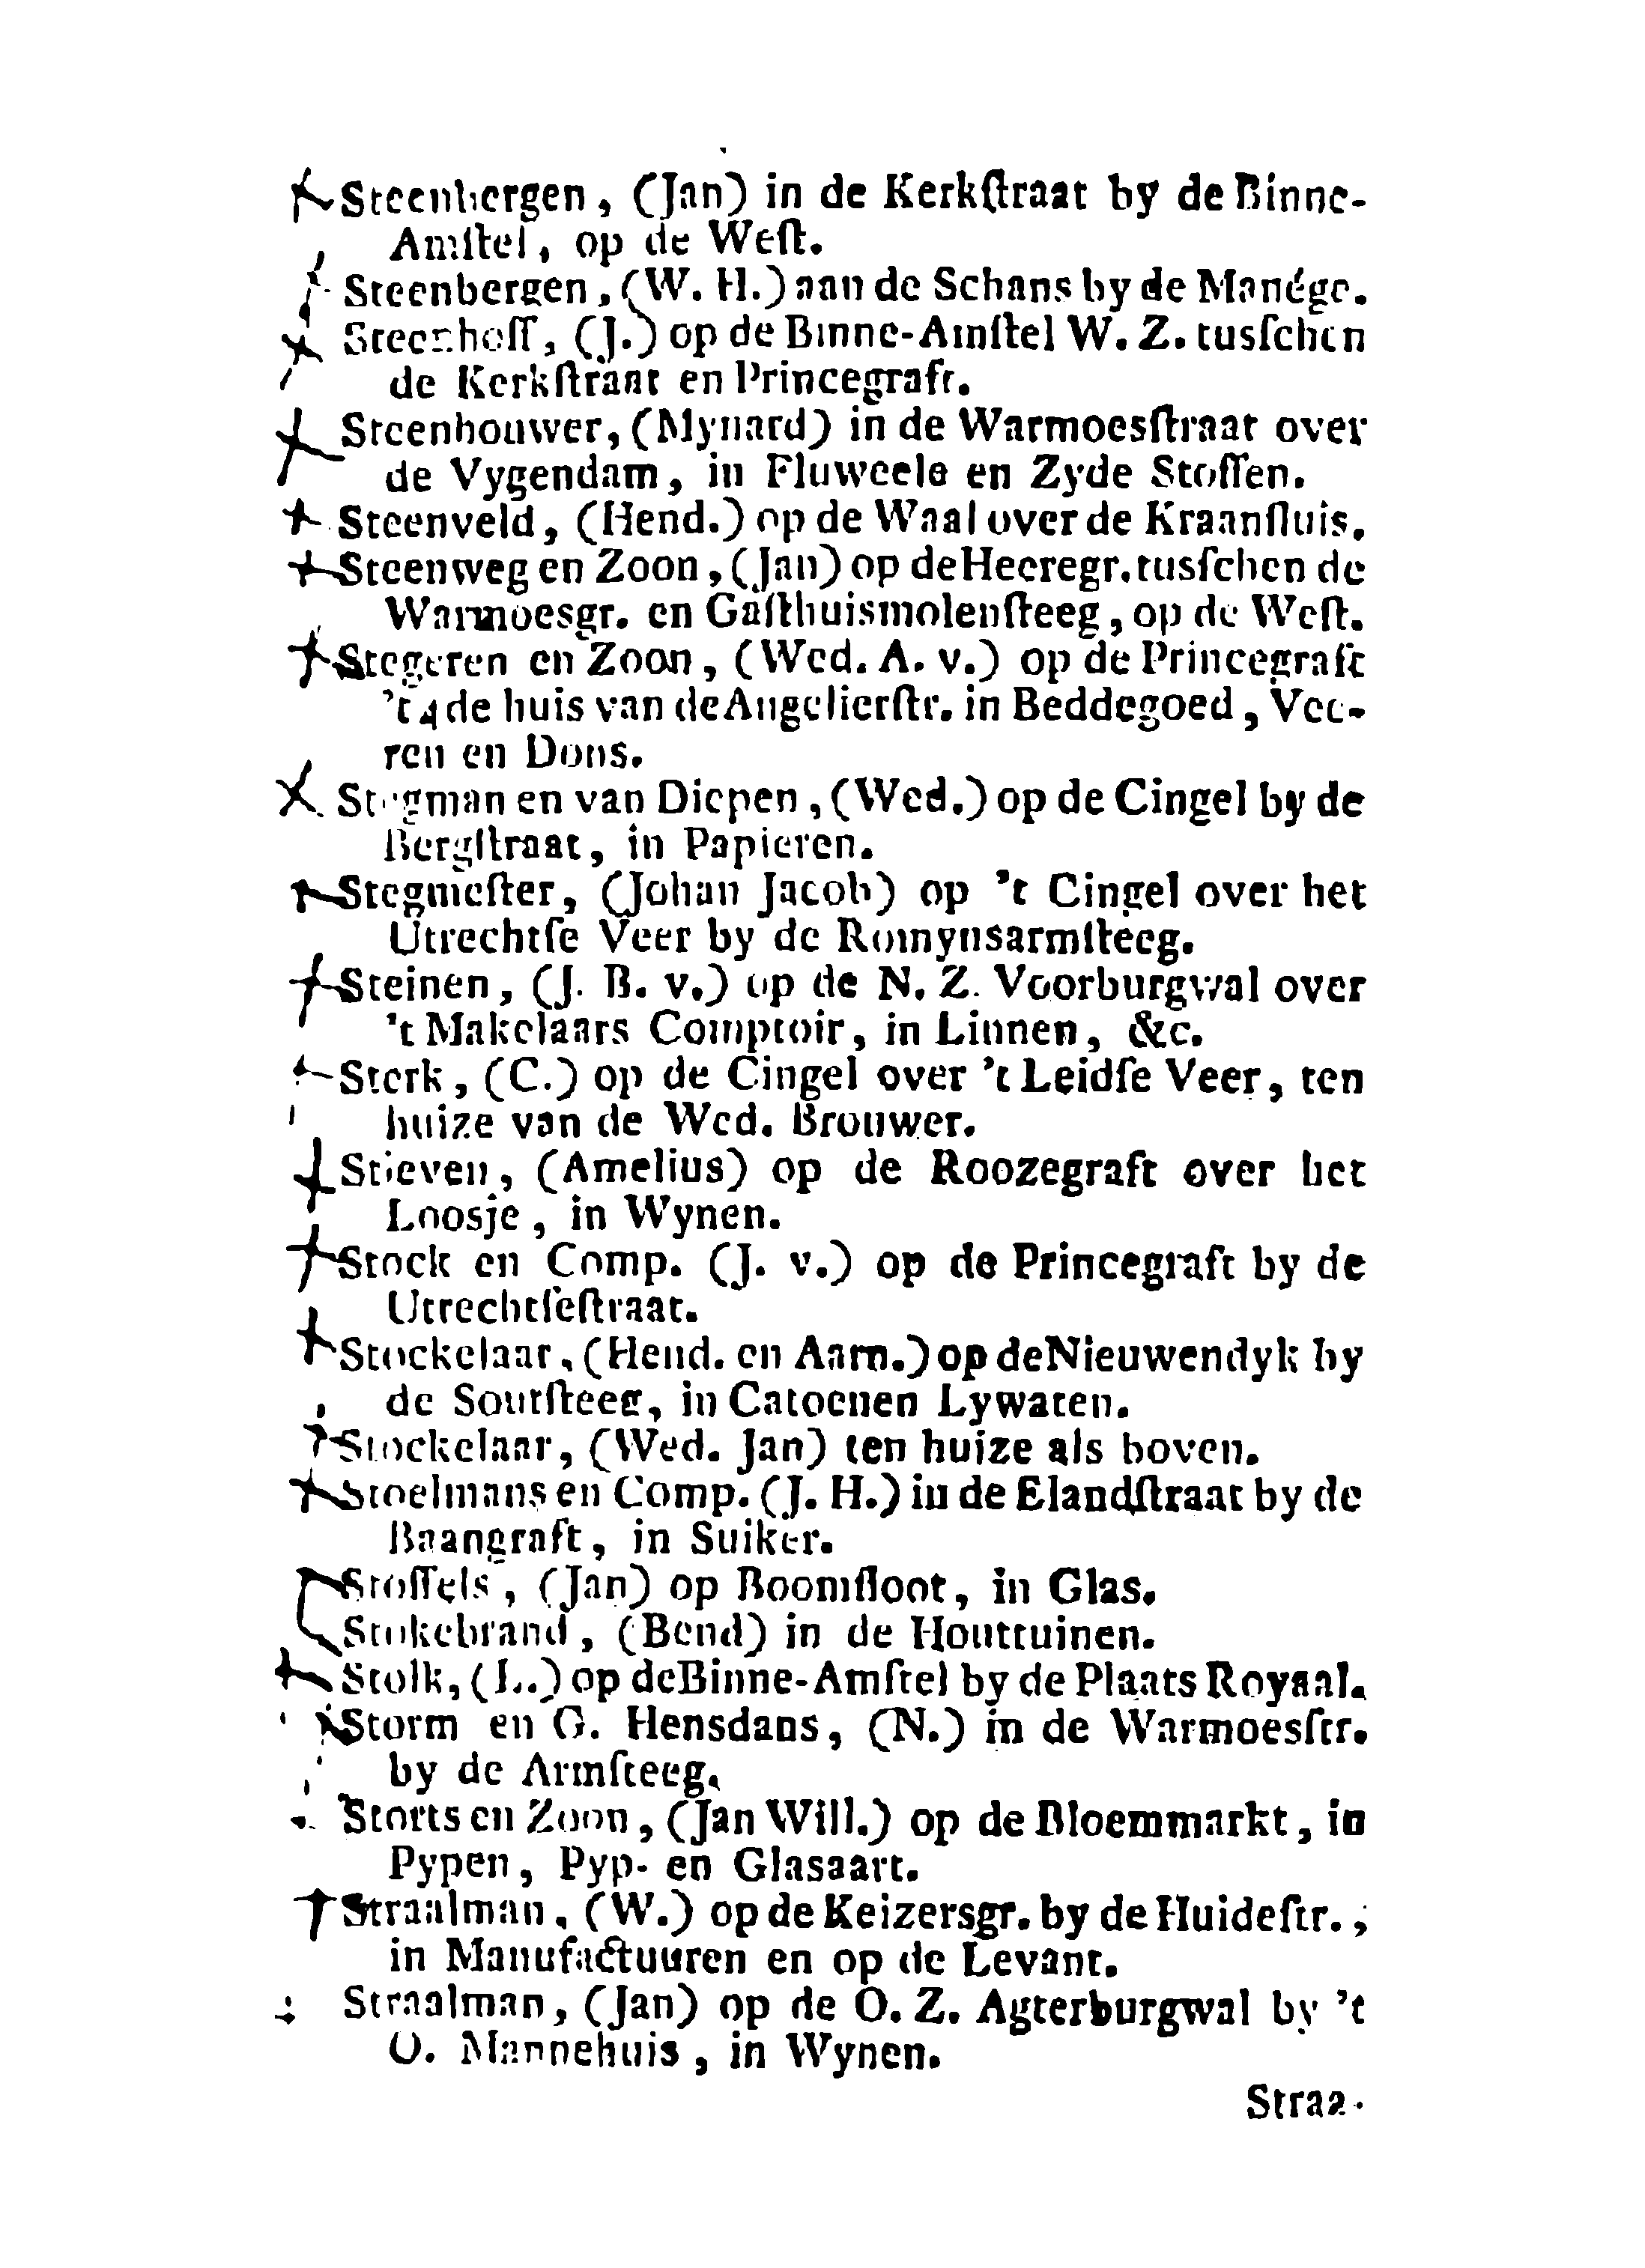 Steenbergen, (Jan) in de Kerkſtraat by de Binne-
Amſtel, op de Weſt.
Steenbergen, (W. H.) aan de Schans by de Manége.
Steenhoff, (J.) op de Binne-Amſtel W. Z. tusſchen
de Kerkſtraat en Princegraft.
Steenhouwer, (Mynard) in de Warmoesſtraat over
de Vygendam, in Fluweele en Zyde Stoffen.
Steenveld, (Hend.) op de Waal over de Kraanſluis.
Steenweg en Zoon, (Jan) op de Heeregr. tusſchen de
Warmoesgr. en Gaſthuismolenſteeg, op de Weſt.
Stegeren en Zoon, (Wed. A. v.) op de Princegraft
't 4de huis van de Angelierſtr. in Beddegoed, Vee-
ren en Dons.
Stegman en van Diepen, (Wed.) op de Cingel by de
Bergſtraat, in Papieren.
Stegmeſter, (Johan Jacob) op 't Cingel over het
Utrechtſe Veer by de Romynsarmſteeg.
Steinen, (J. B. v.) op de N. Z. Voorburgwal over
't Makelaars Comptoir, in Linnen, &c.
Sterk, (C.) op de Cingel over 't Leidſe Veer, ten
huize van de Wed. Brouwer.
Stieven, (Amelius) op de Roozegraft over het
Loosje, in Wynen.
Stock en Comp. (J. v.) op de Princegraft by de
Utrechtſeſtraat.
Stockelaar, (Hend. en Aarn.) op de Nieuwendyk by
de Soutſteeg, in Catoenen Lywaten.
Stockelaar, (Wed. Jan) ten huize als boven.
Stoelmans en Comp. (J. H.) in de Elandſtraat by de
Baangraft, in Suiker.
Stoffels, (Jan) op Boomſloot, in Glas.
Stokebrand, (Bend) in de Houttuinen.
Stolk, (L.) op de Binne-Amſtel by de Plaats Royaal.
Storm en G. Hensdans, (N.) in de Warmoesſtr.
by de Armſteeg.
Storts en Zoon, (Jan Will.) op de Bloemmarkt, in
Pypen, Pyp- en Glasaart.
Straalman, (W.) op de Keizersgr. by de Huideſtr.,
in Manufactuuren en op de Levant.
Straalman, (Jan) op de O. Z. Agterburgwal by 't
O. Mannehuis, in Wynen.
Straa-